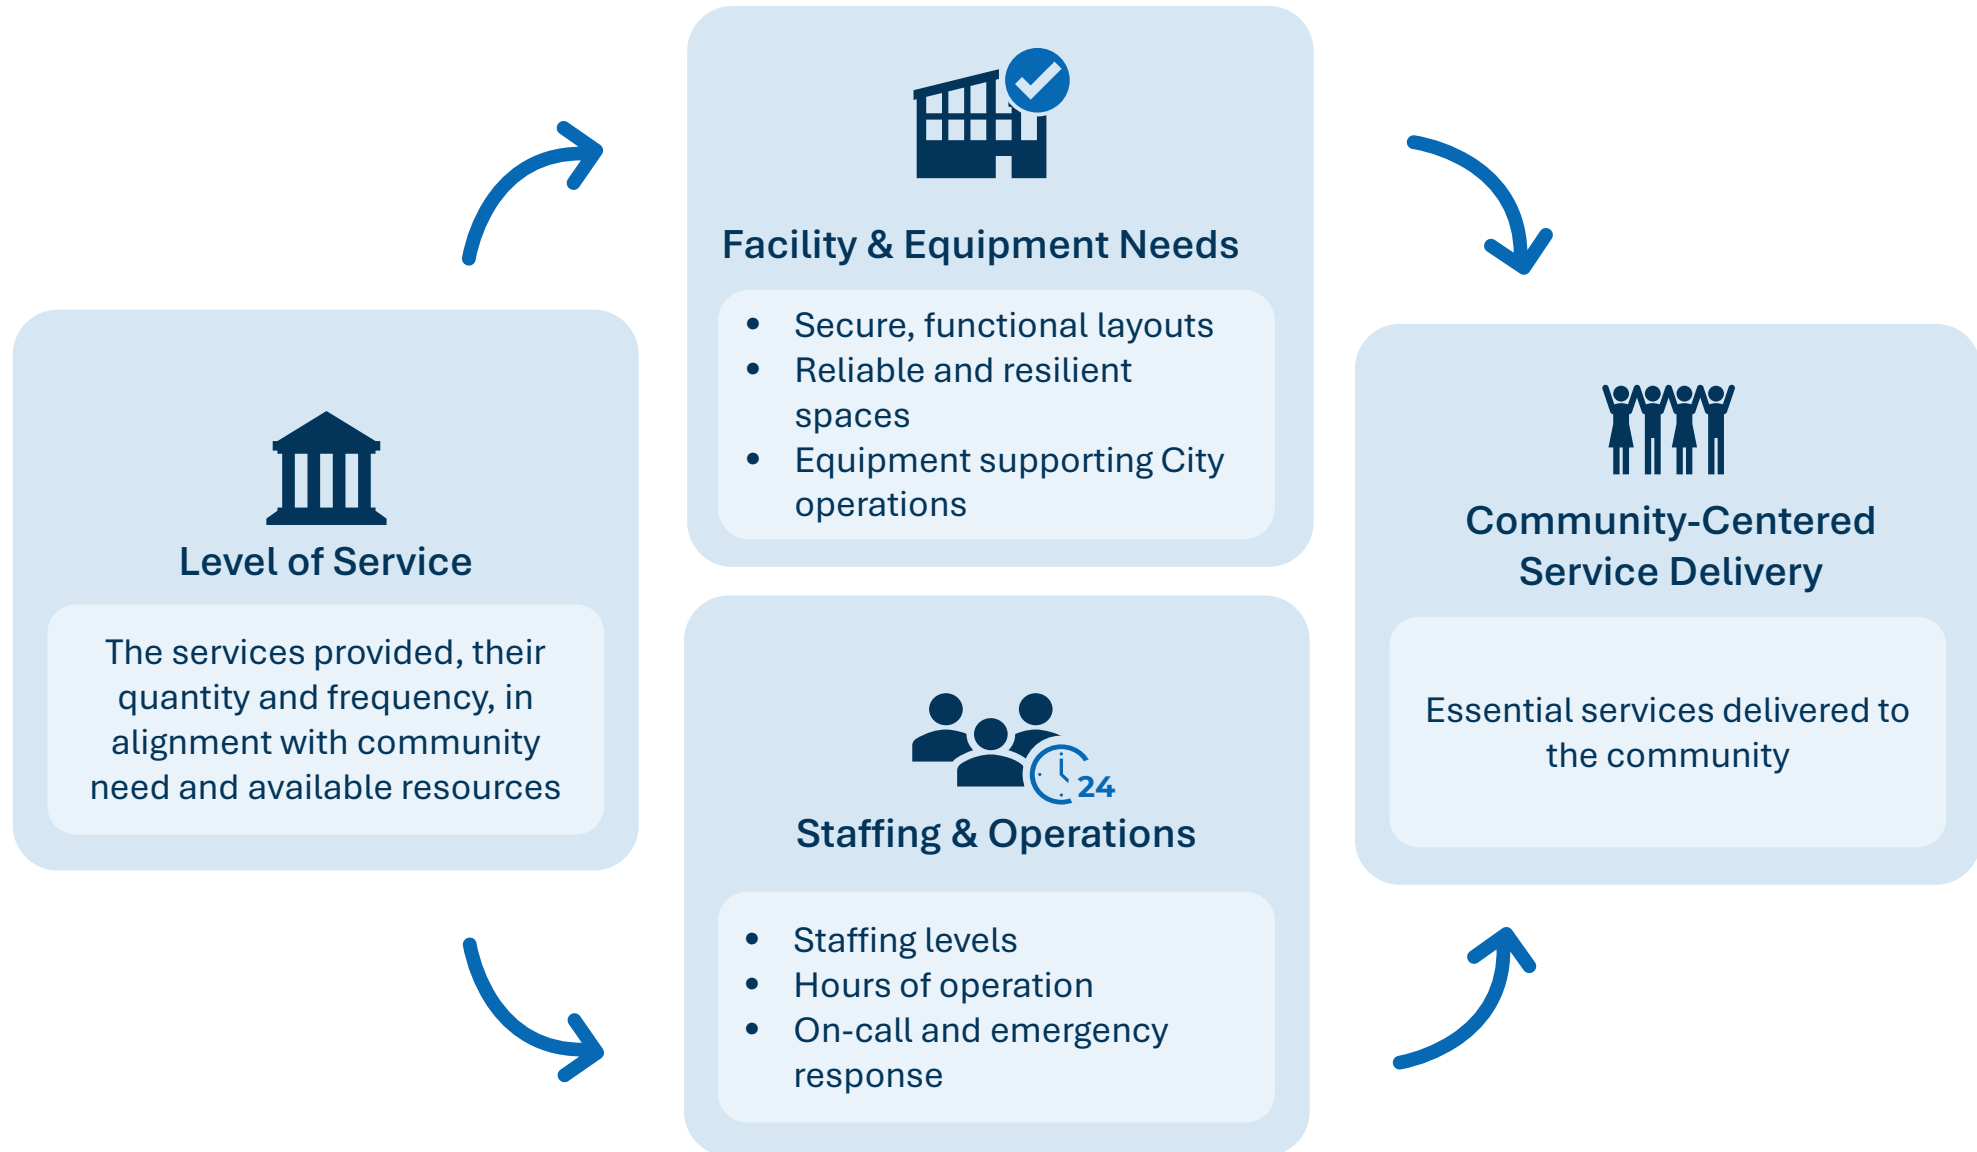 Level of Service
The services provided, their
quantity and frequency, in
alignment with community
need and available resources
Facility & Equipment Needs
• Secure, functional layouts
• Reliable and resilient
spaces
• Equipment supporting City
operations
24
Staffing & Operations
• Staffing levels
• Hours of operation
• On-call and emergency
response
Community-Centered
Service Delivery
Essential services delivered to
the community